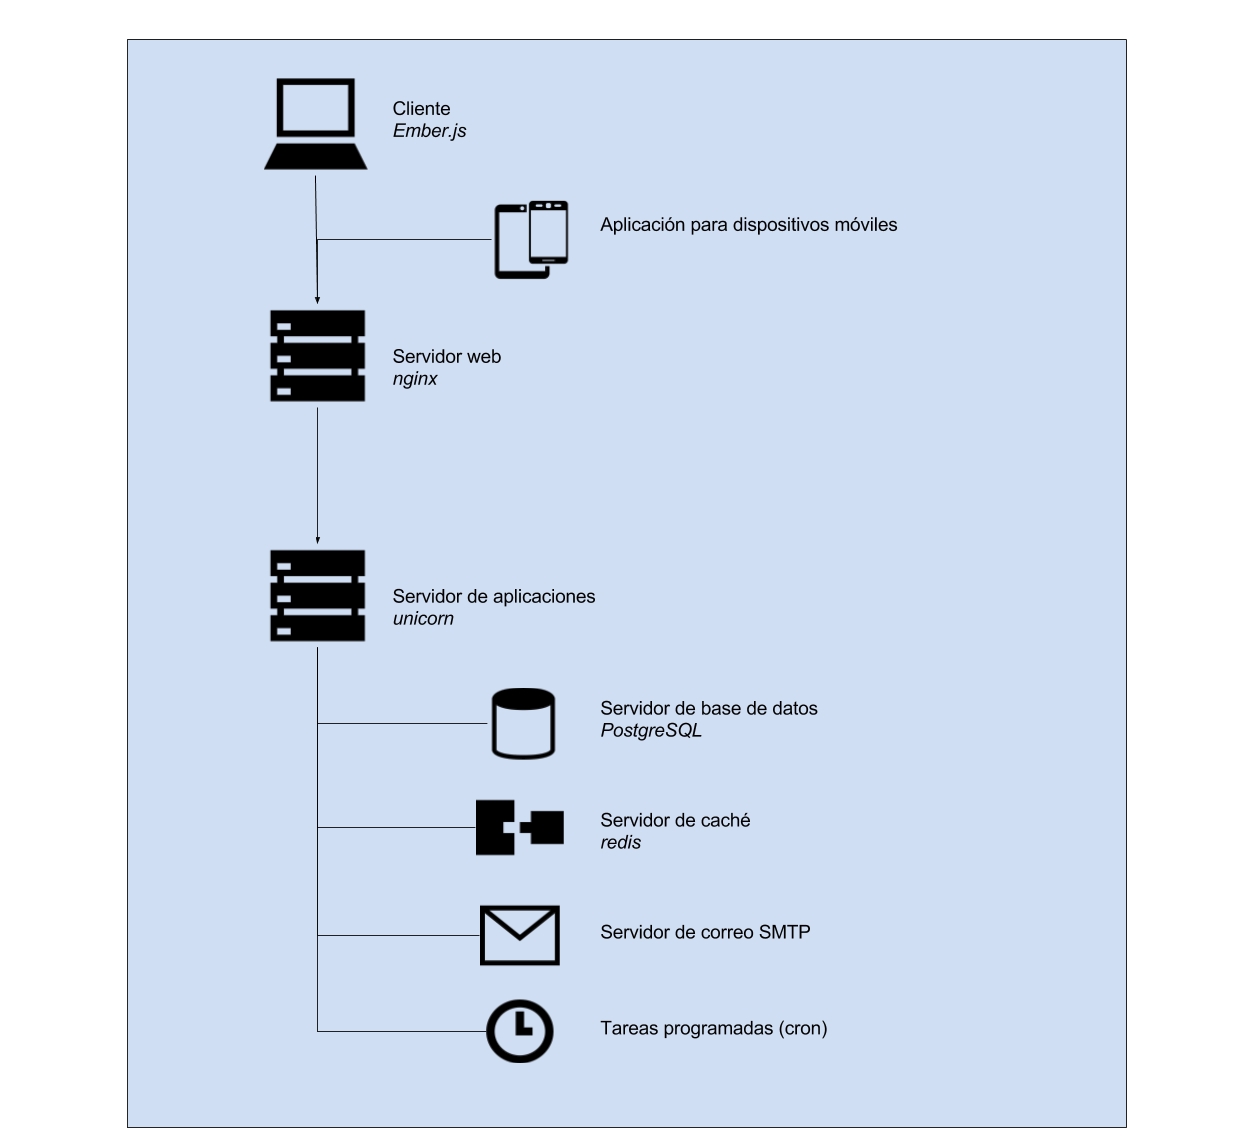 Cliente
Ember.js
Aplicación para dispositivos móviles
Servidor web
nginx
Servidor de aplicaciones
unicorn
Servidor de base de datos
PostgreSQL
Servidor de caché
redis
Servidor de correo SMTP
Tareas programadas (cron)